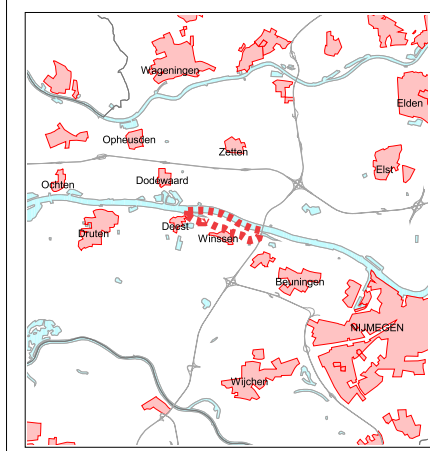 Wageningen
Elden
Opheusden
Zetten
Elst
Ochten
Dodewaard
Druten
Deest
Winssen
Beuningen
NIJMEGEN
Wijchen